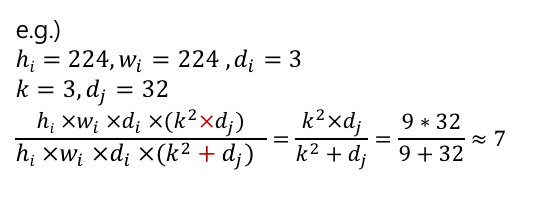 e.g.)
hᵢ = 224, wᵢ = 224 , dᵢ = 3
k = 3, dⱼ = 32
hᵢ ×wᵢ ×dᵢ ×(k²×dⱼ) / hᵢ ×wᵢ ×dᵢ ×(k² + dⱼ) = k²×dⱼ / k² + dⱼ = 9 * 32 / 9 + 32 ≈ 7